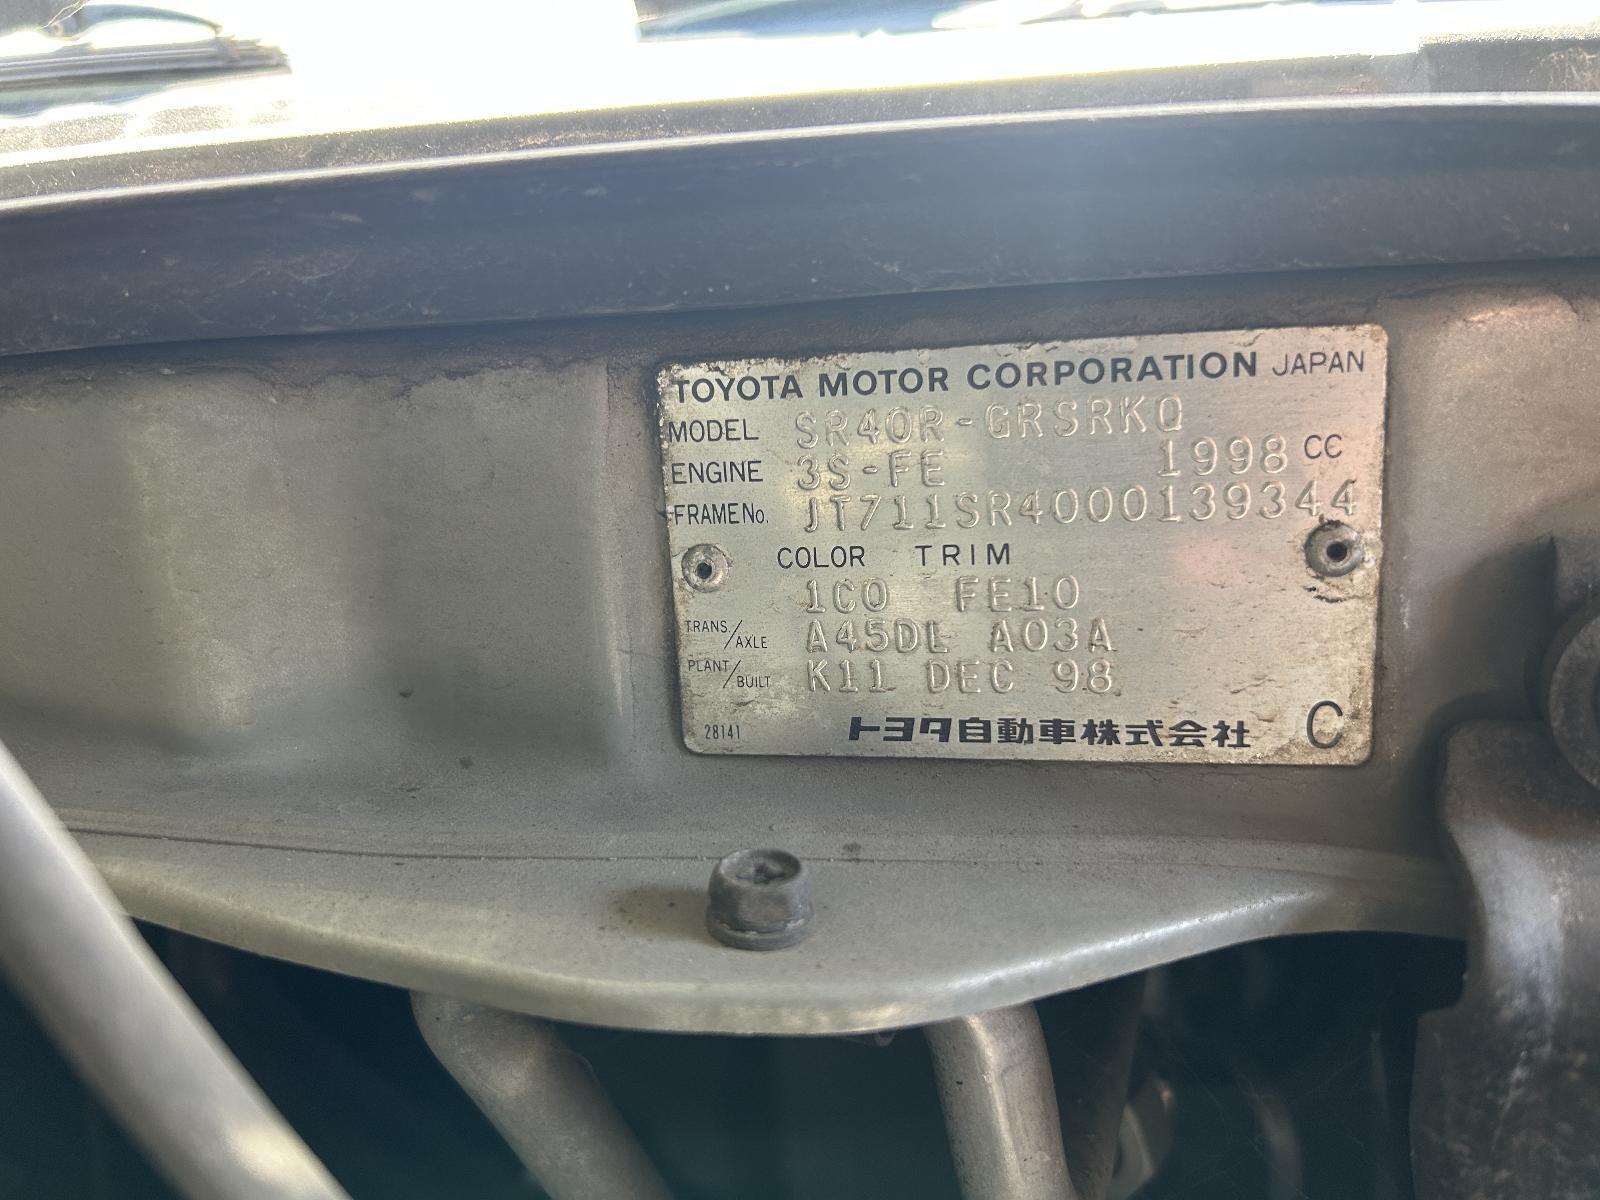 TOYOTA MOTOR CORPORATION JAPAN
MODEL SR40R-GRSRKQ
ENGINE 3S-FE 1998 CC
FRAME No. JT711SR4000139344
COLOR TRIM
1C0 FE10
TRANS./AXLE A45DL A03A
PLANT/BUILT K11 DEC 98
28141 トヨタ自動車株式会社 C